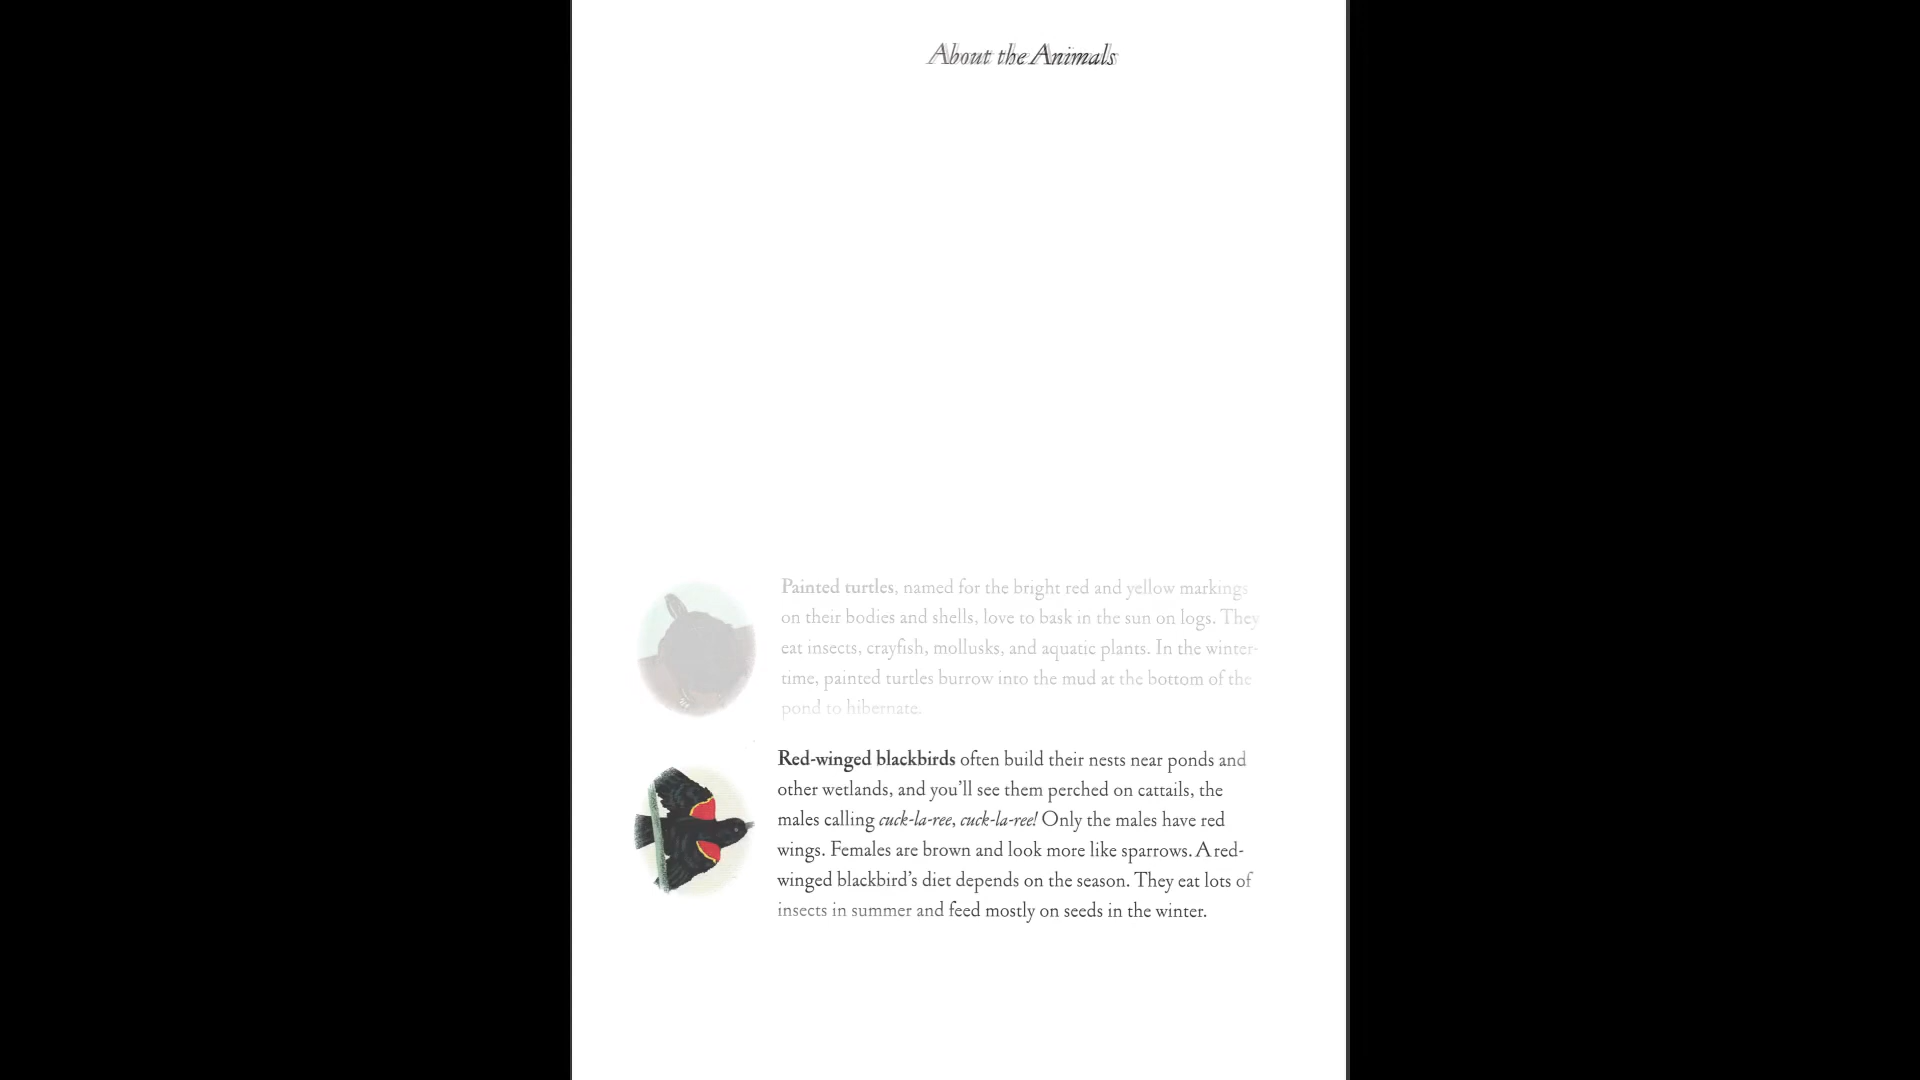 About the Animals
Painted turtles, named for the bright red and yellow markings
on their bodies and shells, love to bask in the sun on logs. They
eat insects, crayfish, mollusks, and aquatic plants. In the winter-
time, painted turtles burrow into the mud at the bottom of the
pond to hibernate.
Red-winged blackbirds often build their nests near ponds and
other wetlands, and you’ll see them perched on cattails, the
males calling cuck-la-ree, cuck-la-ree! Only the males have red
wings. Females are brown and look more like sparrows. A red-
winged blackbird’s diet depends on the season. They eat lots of
insects in summer and feed mostly on seeds in the winter.